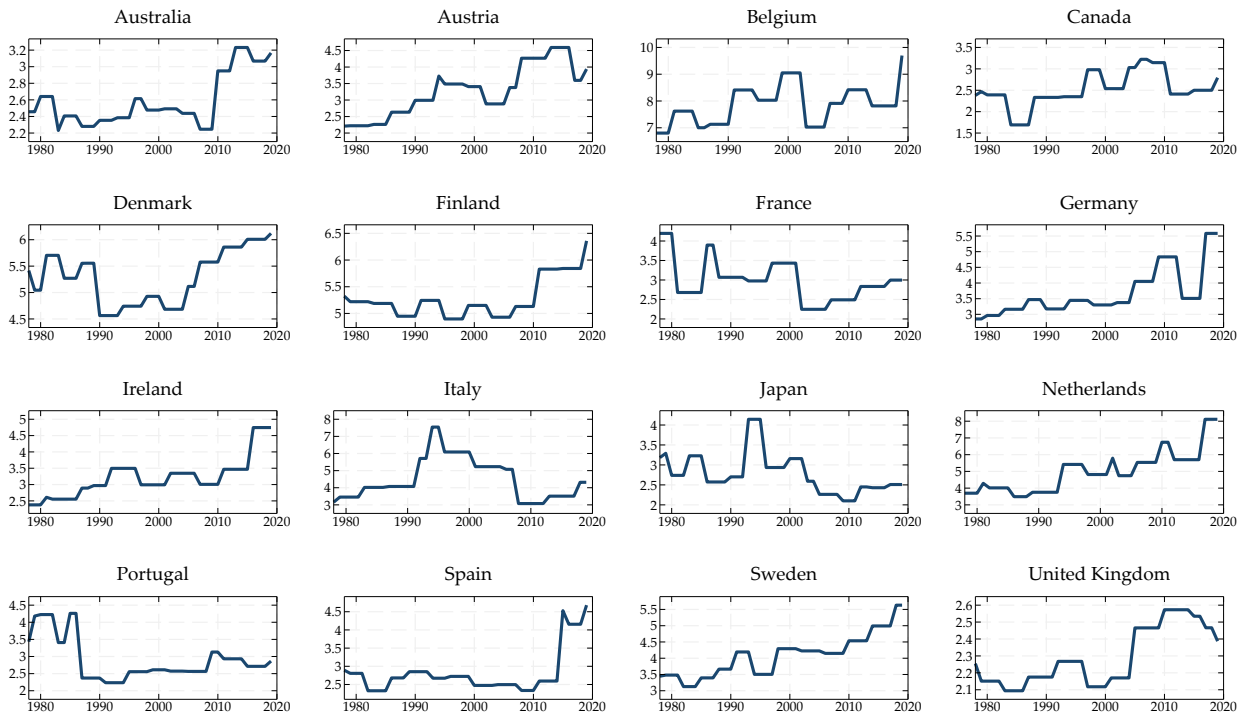 Australia
3.2
3
2.8
2.6
2.4
2.2
1980 1990 2000 2010 2020
Austria
4.5
4
3.5
3
2.5
2
1980 1990 2000 2010 2020
Belgium
10
9
8
7
1980 1990 2000 2010 2020
Canada
3.5
3
2.5
2
1.5
1980 1990 2000 2010 2020
Denmark
6
5.5
5
4.5
1980 1990 2000 2010 2020
Finland
6.5
6
5.5
5
1980 1990 2000 2010 2020
France
4
3.5
3
2.5
2
1980 1990 2000 2010 2020
Germany
5.5
5
4.5
4
3.5
3
1980 1990 2000 2010 2020
Ireland
5
4.5
4
3.5
3
2.5
1980 1990 2000 2010 2020
Italy
8
7
6
5
4
3
1980 1990 2000 2010 2020
Japan
4
3.5
3
2.5
2
1980 1990 2000 2010 2020
Netherlands
8
7
6
5
4
3
1980 1990 2000 2010 2020
Portugal
4.5
4
3.5
3
2.5
2
1980 1990 2000 2010 2020
Spain
4.5
4
3.5
3
2.5
1980 1990 2000 2010 2020
Sweden
5.5
5
4.5
4
3.5
3
1980 1990 2000 2010 2020
United Kingdom
2.6
2.5
2.4
2.3
2.2
2.1
1980 1990 2000 2010 2020